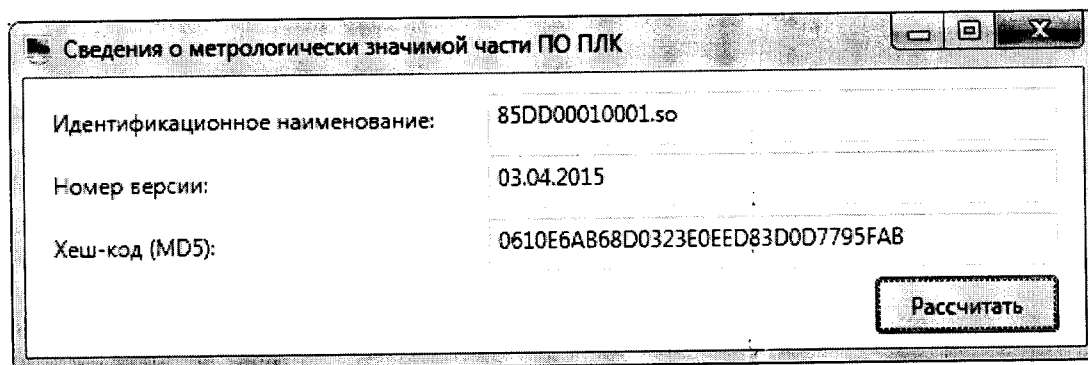 Сведения о метрологически значимой части ПО ПЛК
Идентификационное наименование: 85DD00010001.so
Номер версии: 03.04.2015
Хеш-код (MD5): 0610E6AB68D0323E0EED83D0D7795FAB
Рассчитать